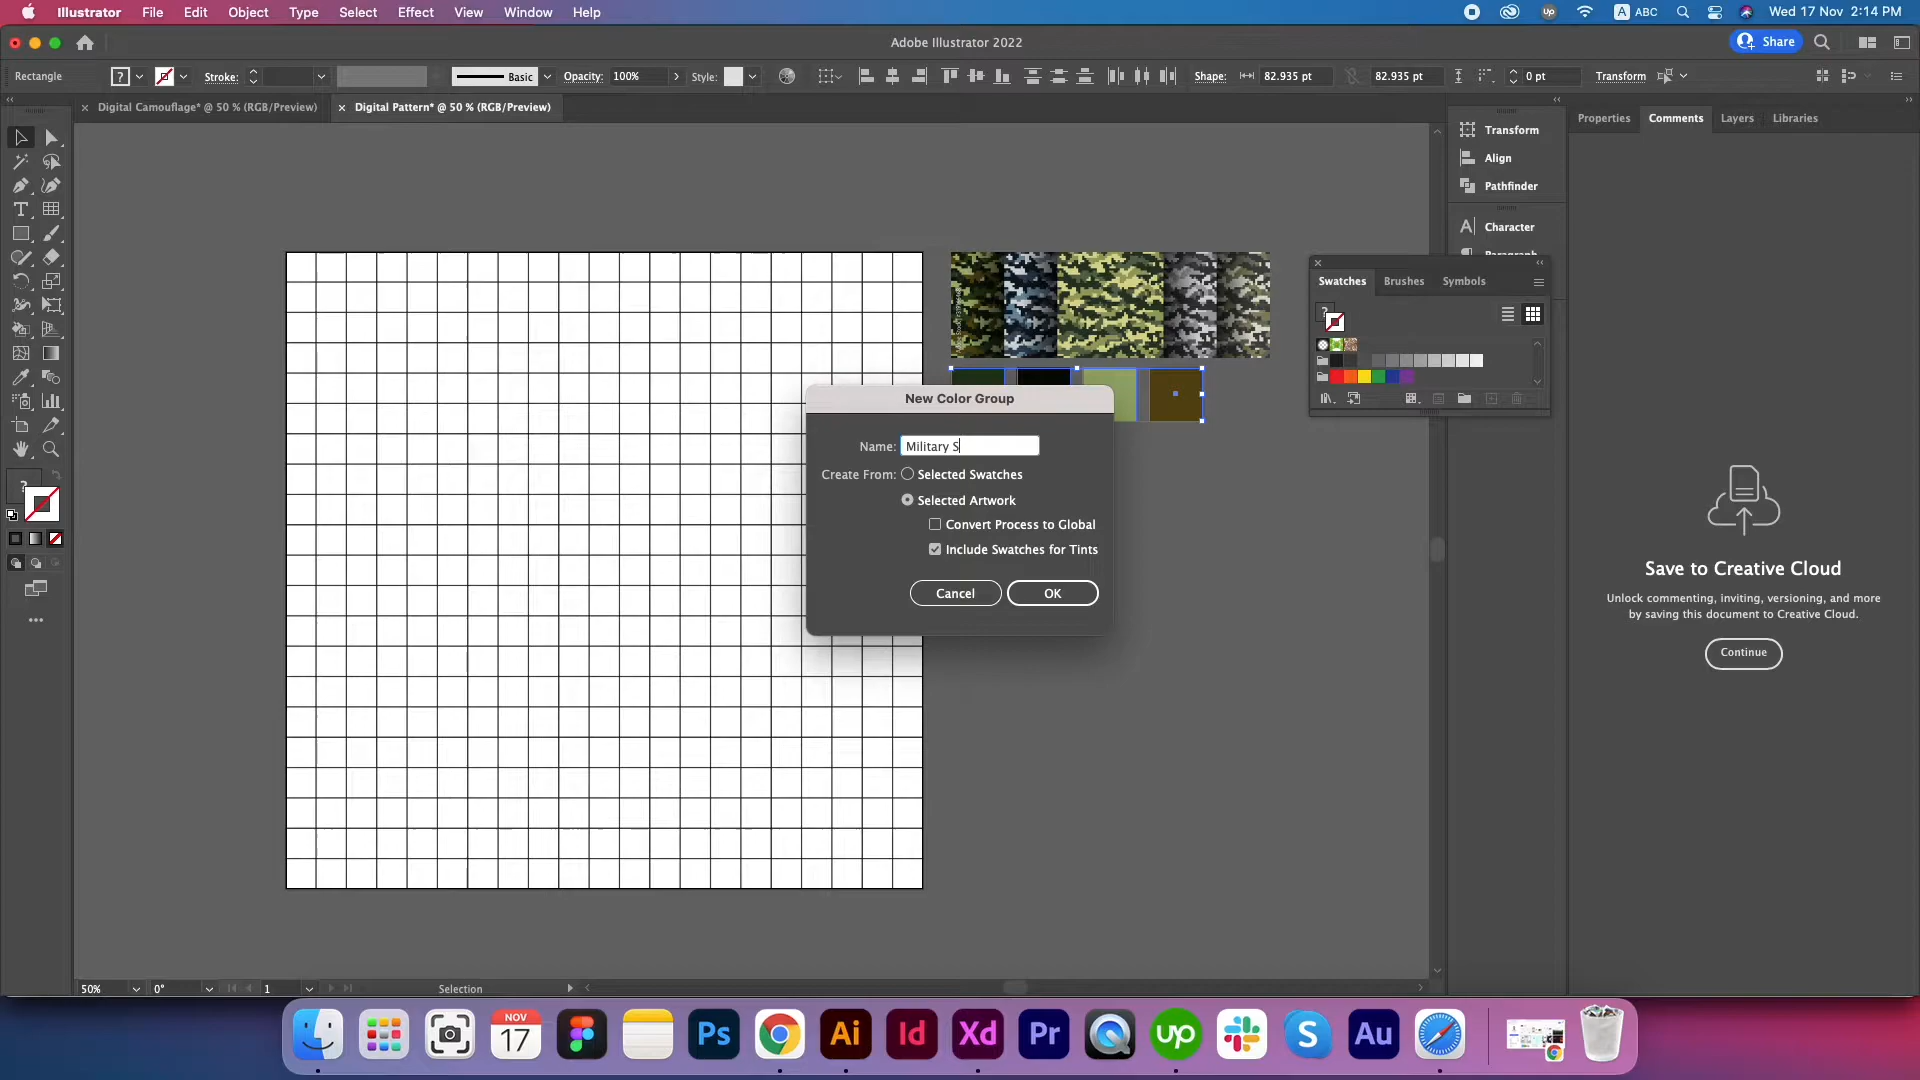 Illustrator File Edit Object Type Select Effect View Window Help
Up A ABC Wed 17 Nov 2:14 PM
Adobe Illustrator 2022
Share
Rectangle ? Stroke: Basic Opacity: 100% Style: Shape: 82.935 pt 82.935 pt 0 pt Transform
Digital Camouflage* @ 50 % (RGB/Preview)
Digital Pattern* @ 50 % (RGB/Preview)
Transform
Align
Pathfinder
Character
Paragraph
Properties Comments Layers Libraries
Swatches Brushes Symbols
?
New Color Group
Name: Military S
Create From: Selected Swatches
Selected Artwork
Convert Process to Global
Include Swatches for Tints
Cancel OK
?
Save to Creative Cloud
Unlock commenting, inviting, versioning, and more
by saving this document to Creative Cloud.
Continue
50% 0° 1 Selection
NOV
17
Ps Ai Id Xd Pr up S Au